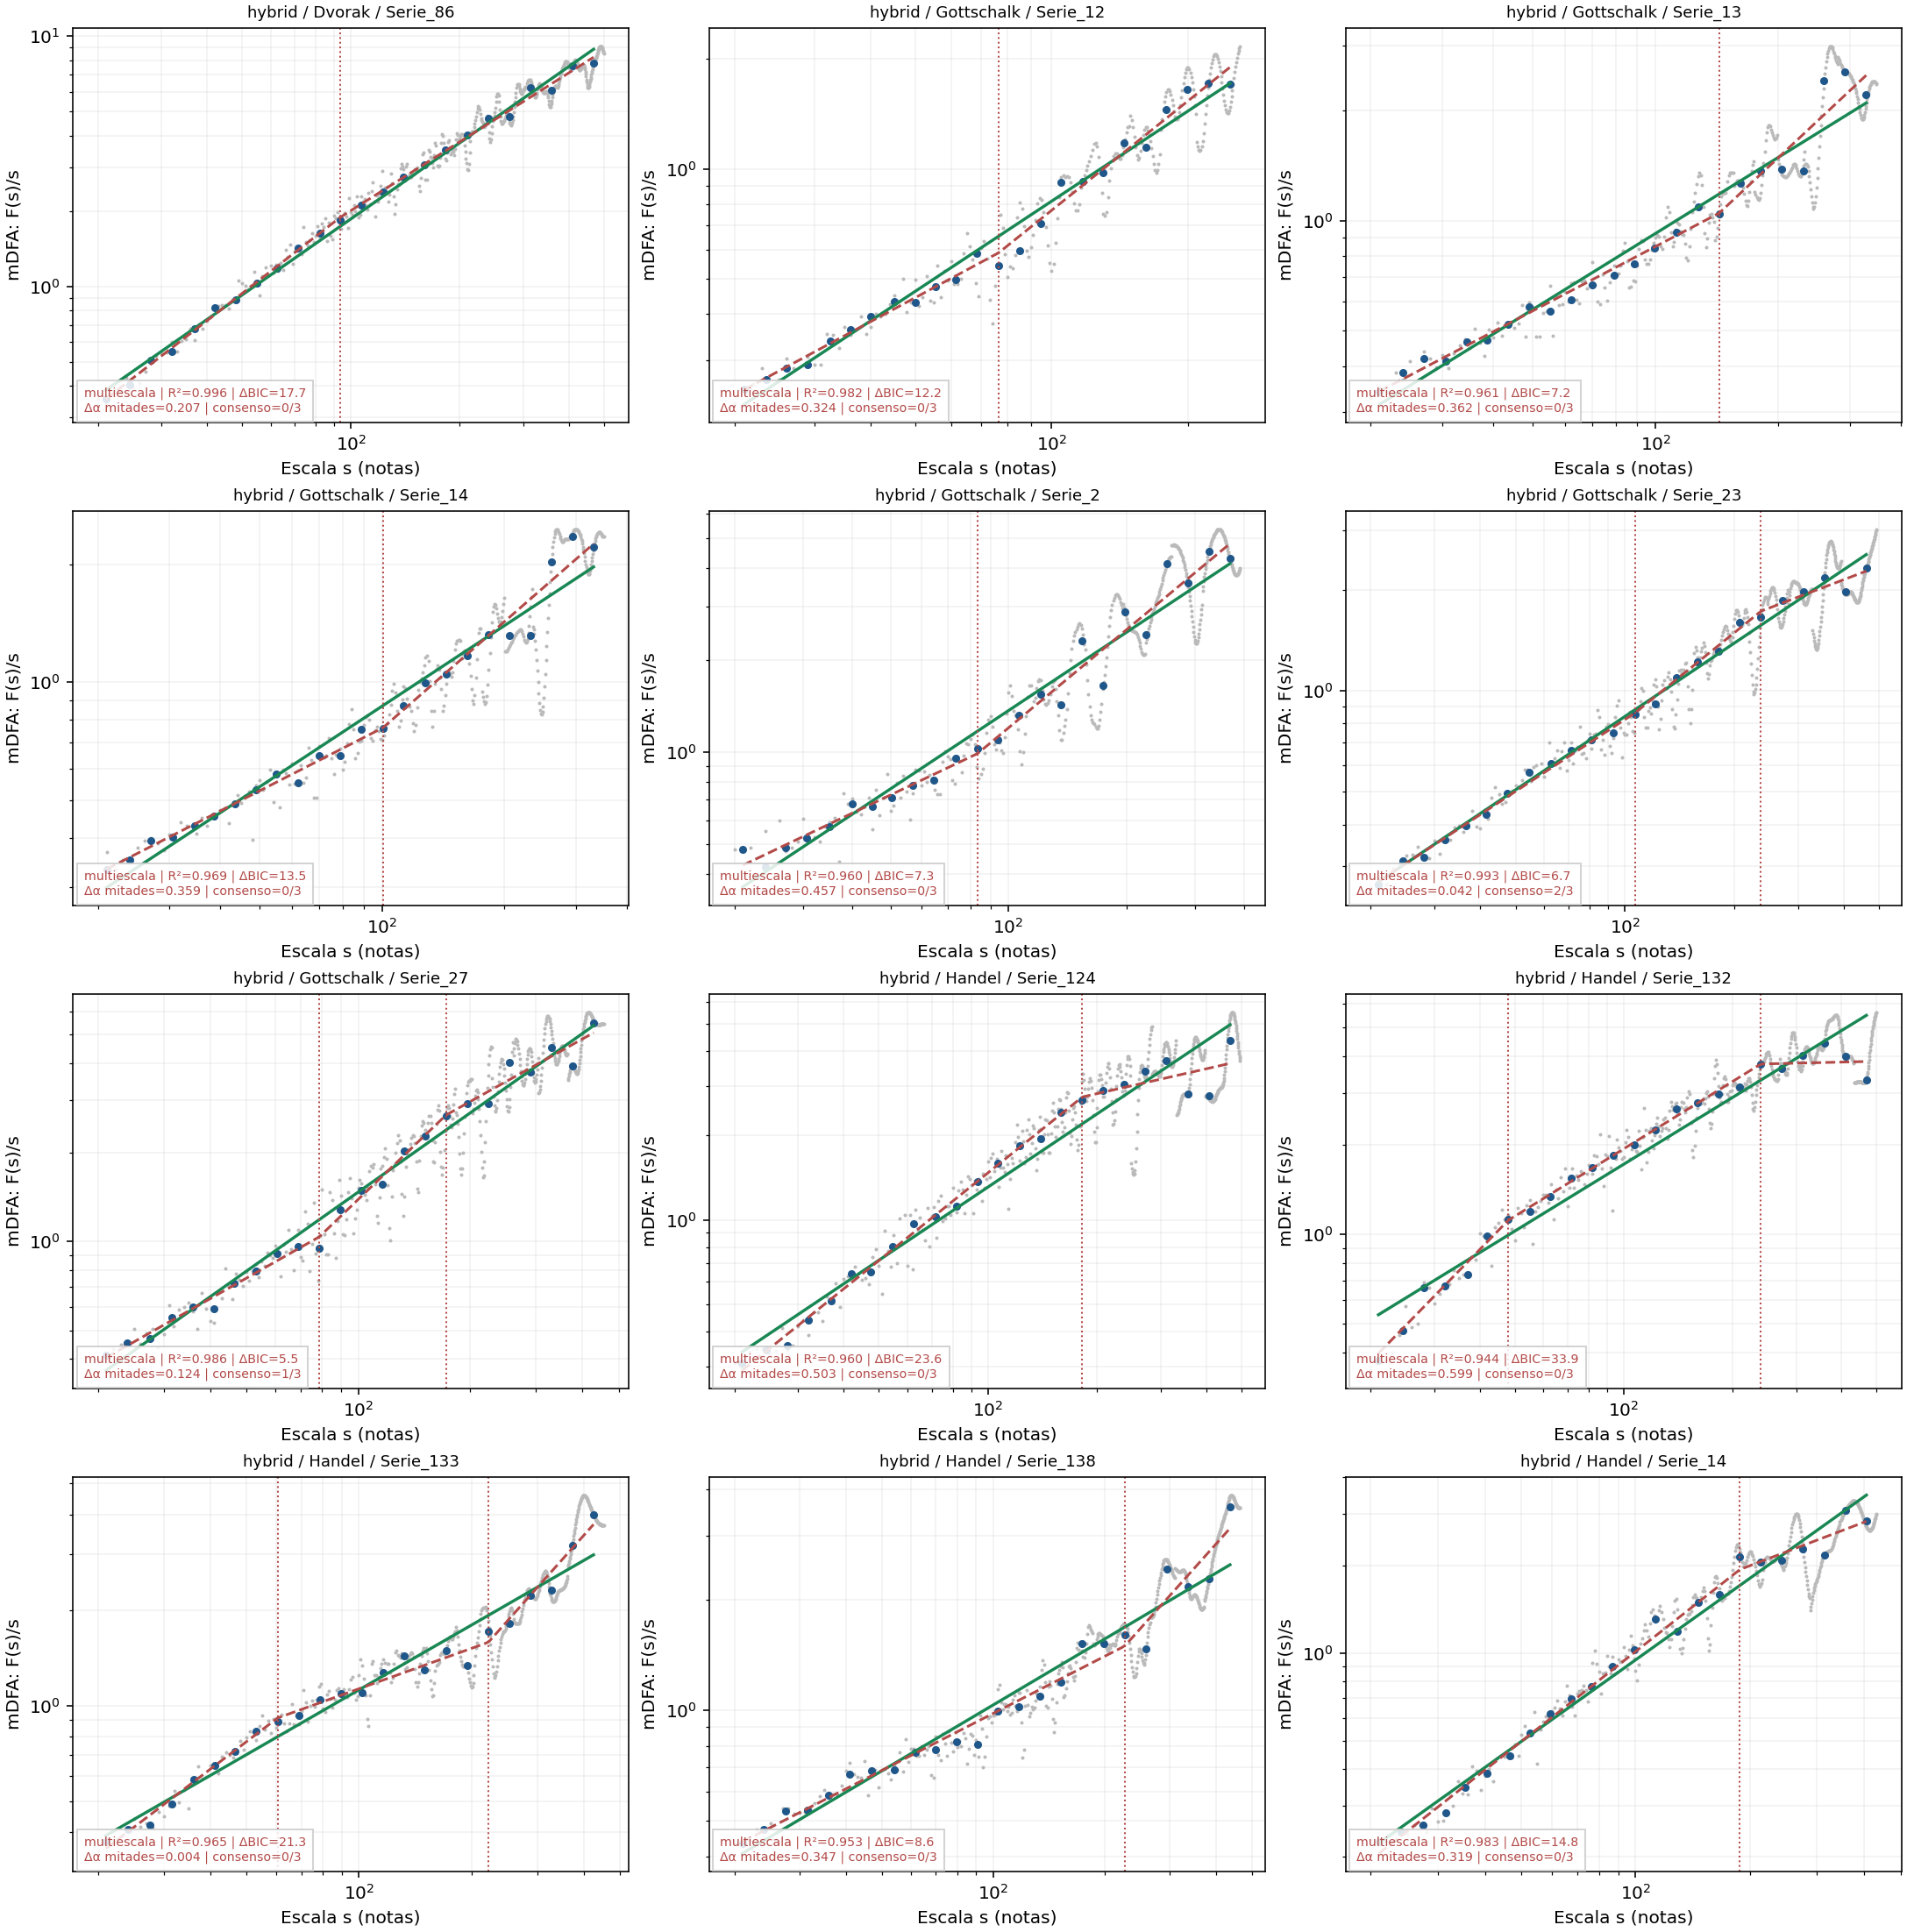 hybrid / Dvorak / Serie_86
mDFA: F(s)/s
10¹
10⁰
multiescala | R²=0.996 | ΔBIC=17.7
Δα mitades=0.207 | consenso=0/3
10²
Escala s (notas)
hybrid / Gottschalk / Serie_12
mDFA: F(s)/s
10⁰
multiescala | R²=0.982 | ΔBIC=12.2
Δα mitades=0.324 | consenso=0/3
10²
Escala s (notas)
hybrid / Gottschalk / Serie_13
mDFA: F(s)/s
10⁰
multiescala | R²=0.961 | ΔBIC=7.2
Δα mitades=0.362 | consenso=0/3
10²
Escala s (notas)
hybrid / Gottschalk / Serie_14
mDFA: F(s)/s
10⁰
multiescala | R²=0.969 | ΔBIC=13.5
Δα mitades=0.359 | consenso=0/3
10²
Escala s (notas)
hybrid / Gottschalk / Serie_2
mDFA: F(s)/s
10⁰
multiescala | R²=0.960 | ΔBIC=7.3
Δα mitades=0.457 | consenso=0/3
10²
Escala s (notas)
hybrid / Gottschalk / Serie_23
mDFA: F(s)/s
10⁰
multiescala | R²=0.993 | ΔBIC=6.7
Δα mitades=0.042 | consenso=2/3
10²
Escala s (notas)
hybrid / Gottschalk / Serie_27
mDFA: F(s)/s
10⁰
multiescala | R²=0.986 | ΔBIC=5.5
Δα mitades=0.124 | consenso=1/3
10²
Escala s (notas)
hybrid / Handel / Serie_124
mDFA: F(s)/s
10⁰
multiescala | R²=0.960 | ΔBIC=23.6
Δα mitades=0.503 | consenso=0/3
10²
Escala s (notas)
hybrid / Handel / Serie_132
mDFA: F(s)/s
10⁰
multiescala | R²=0.944 | ΔBIC=33.9
Δα mitades=0.599 | consenso=0/3
10²
Escala s (notas)
hybrid / Handel / Serie_133
mDFA: F(s)/s
10⁰
multiescala | R²=0.965 | ΔBIC=21.3
Δα mitades=0.004 | consenso=0/3
10²
Escala s (notas)
hybrid / Handel / Serie_138
mDFA: F(s)/s
10⁰
multiescala | R²=0.953 | ΔBIC=8.6
Δα mitades=0.347 | consenso=0/3
10²
Escala s (notas)
hybrid / Handel / Serie_14
mDFA: F(s)/s
10⁰
multiescala | R²=0.983 | ΔBIC=14.8
Δα mitades=0.319 | consenso=0/3
10²
Escala s (notas)